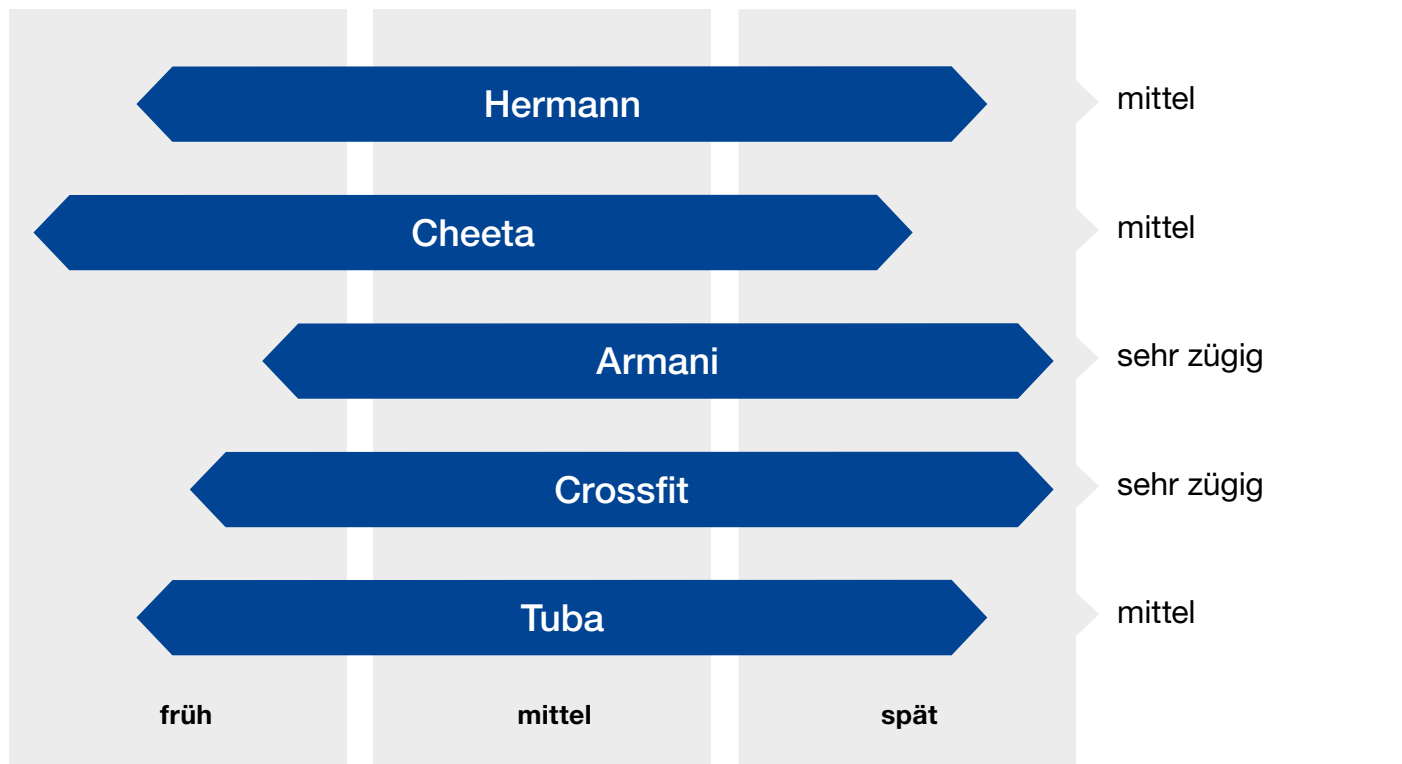 Hermann mittel
Cheeta mittel
Armani sehr zügig
Crossfit sehr zügig
Tuba mittel
früh mittel spät